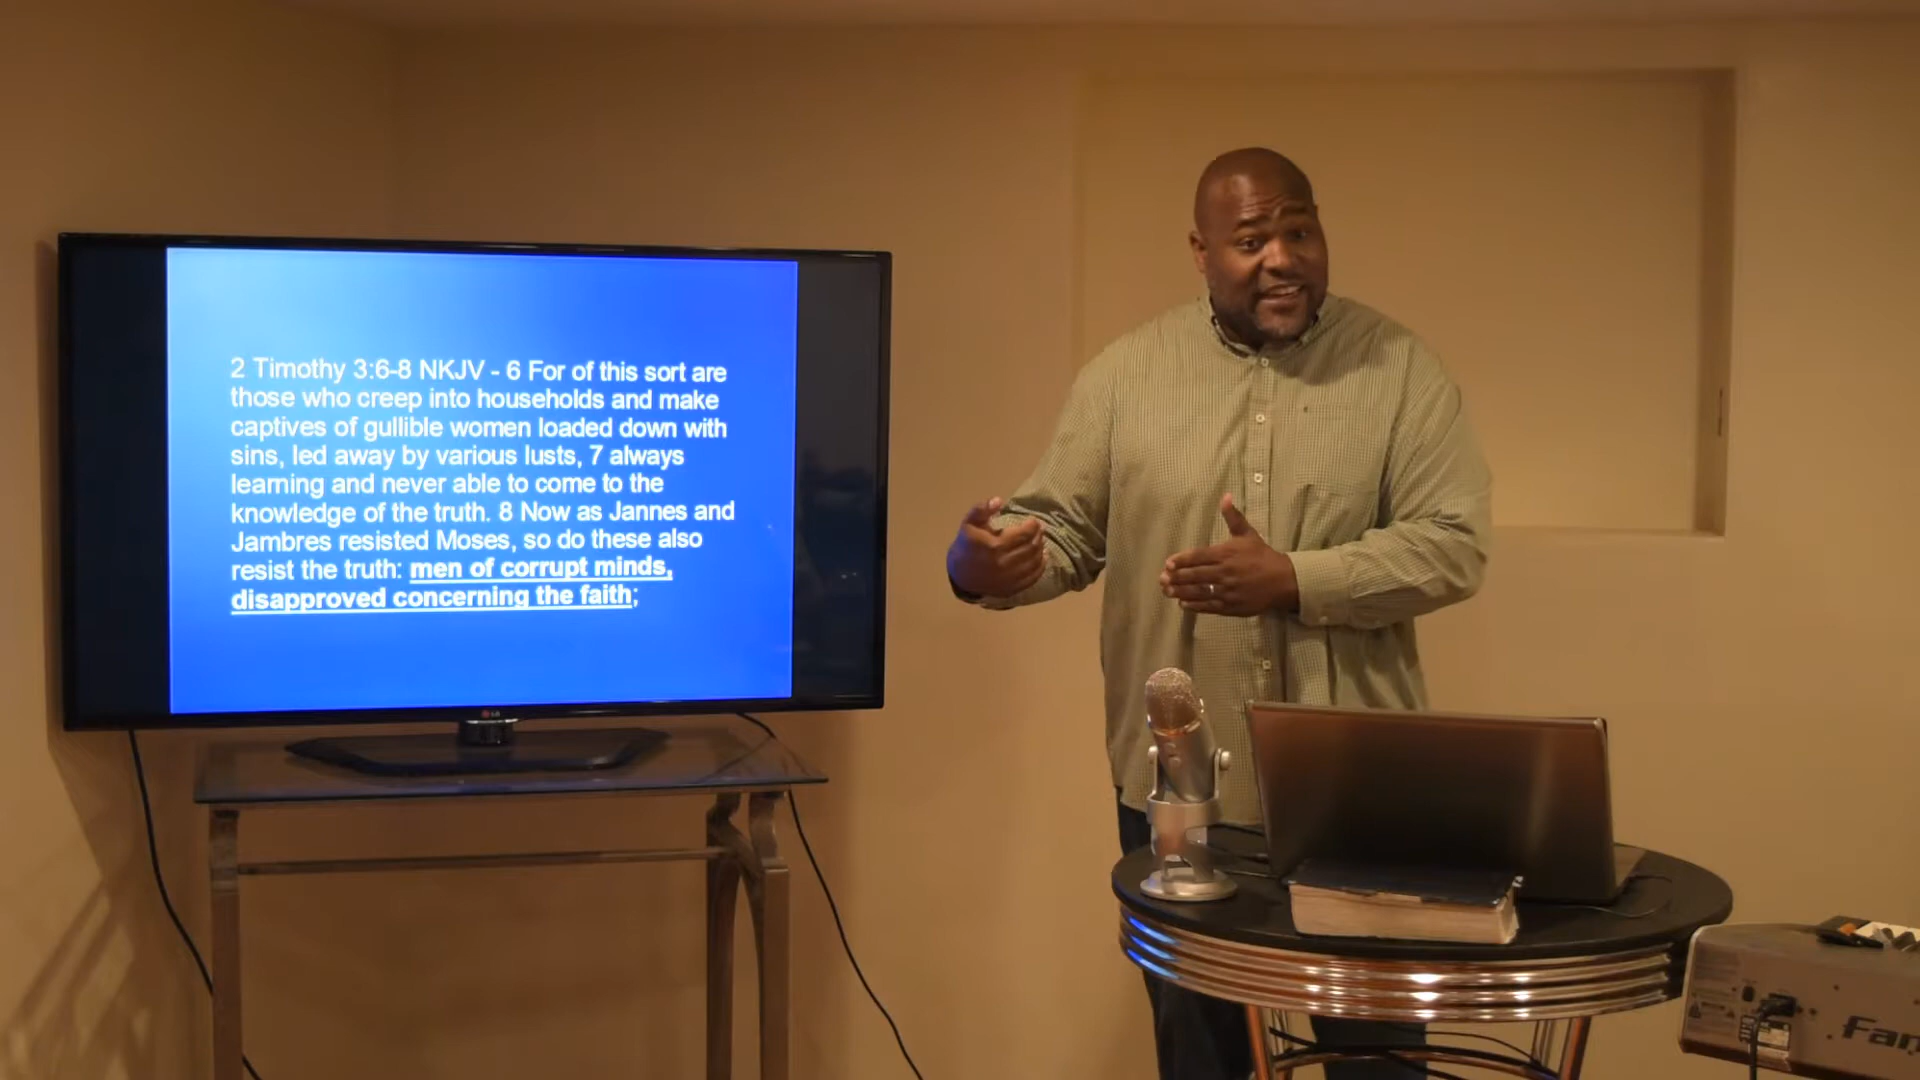 2 Timothy 3:6-8 NKJV - 6 For of this sort are
those who creep into households and make
captives of gullible women loaded down with
sins, led away by various lusts, 7 always
learning and never able to come to the
knowledge of the truth. 8 Now as Jannes and
Jambres resisted Moses, so do these also
resist the truth: men of corrupt minds,
disapproved concerning the faith;
LG
Fan